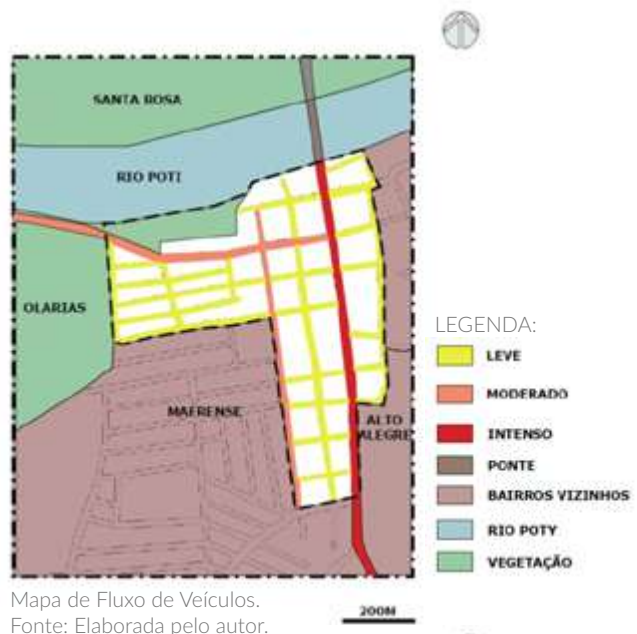 SANTA ROSA
RIO POTI
OLARIAS
MAFRENSE
ALTO
ALEGRE
LEGENDA:
LEVE
MODERADO
INTENSO
PONTE
BAIRROS VIZINHOS
RIO POTY
VEGETAÇÃO
Mapa de Fluxo de Veículos.
Fonte: Elaborada pelo autor.
200M